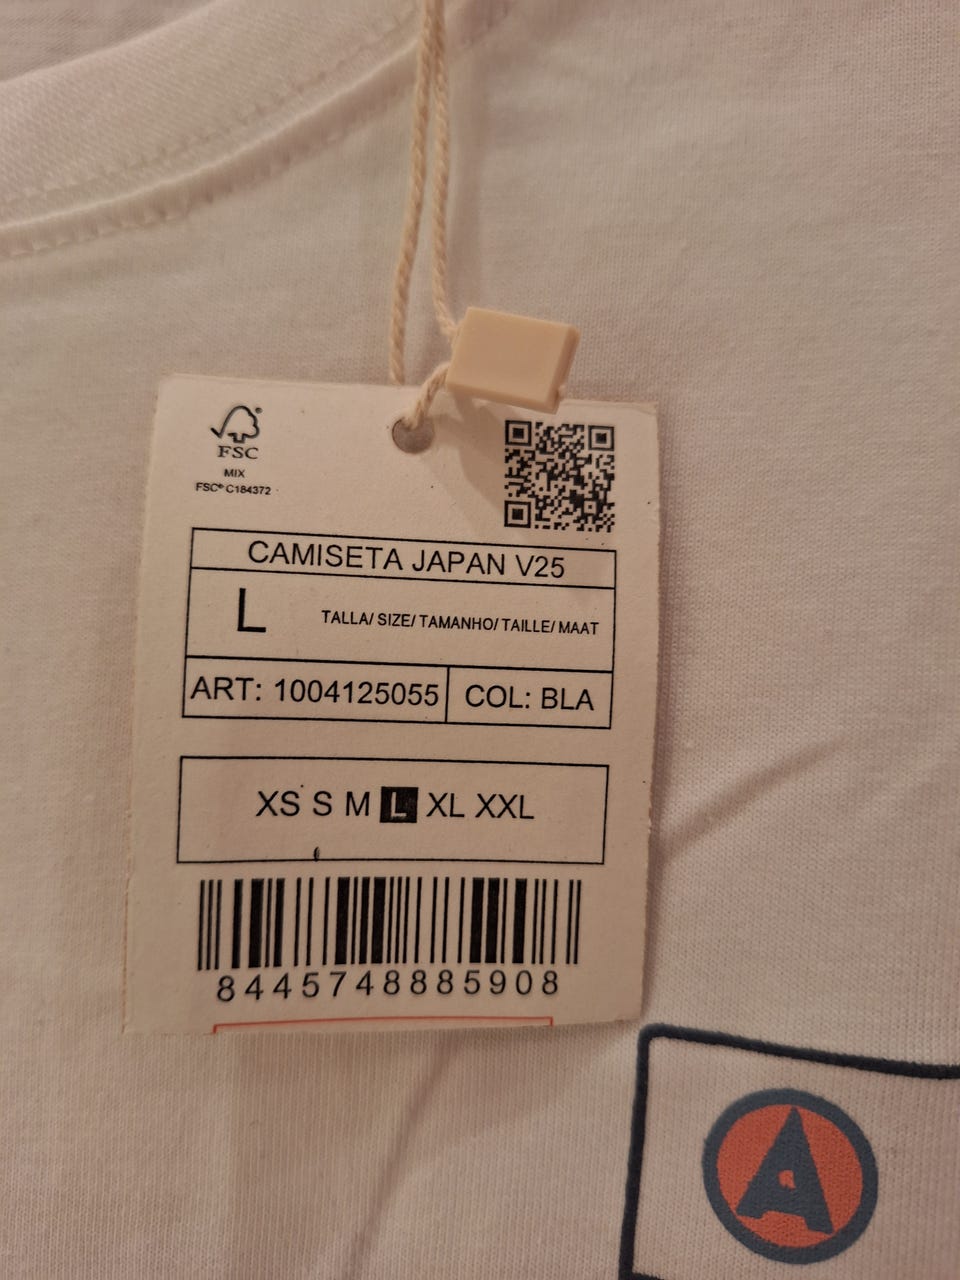 FSC®
MIX
FSC® C184372
CAMISETA JAPAN V25
L TALLA/ SIZE/ TAMANHO/ TAILLE/ MAAT
ART: 1004125055 COL: BLA
XS S M L XL XXL
8445748885908
A